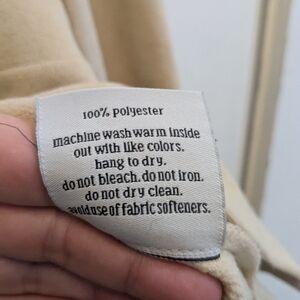 100% polyester
machine wash warm inside
out with like colors.
hang to dry.
do not bleach. do not iron.
do not dry clean.
avoid use of fabric softeners.